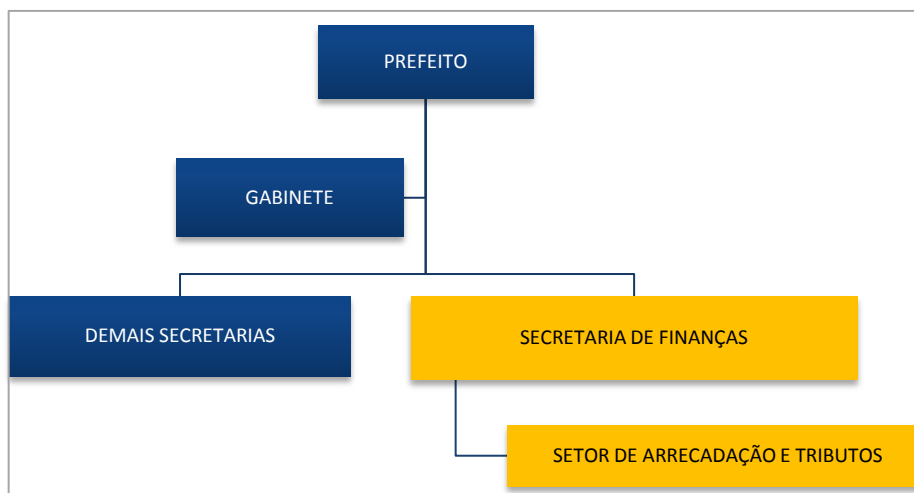 PREFEITO
GABINETE
DEMAIS SECRETARIAS
SECRETARIA DE FINANÇAS
SETOR DE ARRECADAÇÃO E TRIBUTOS